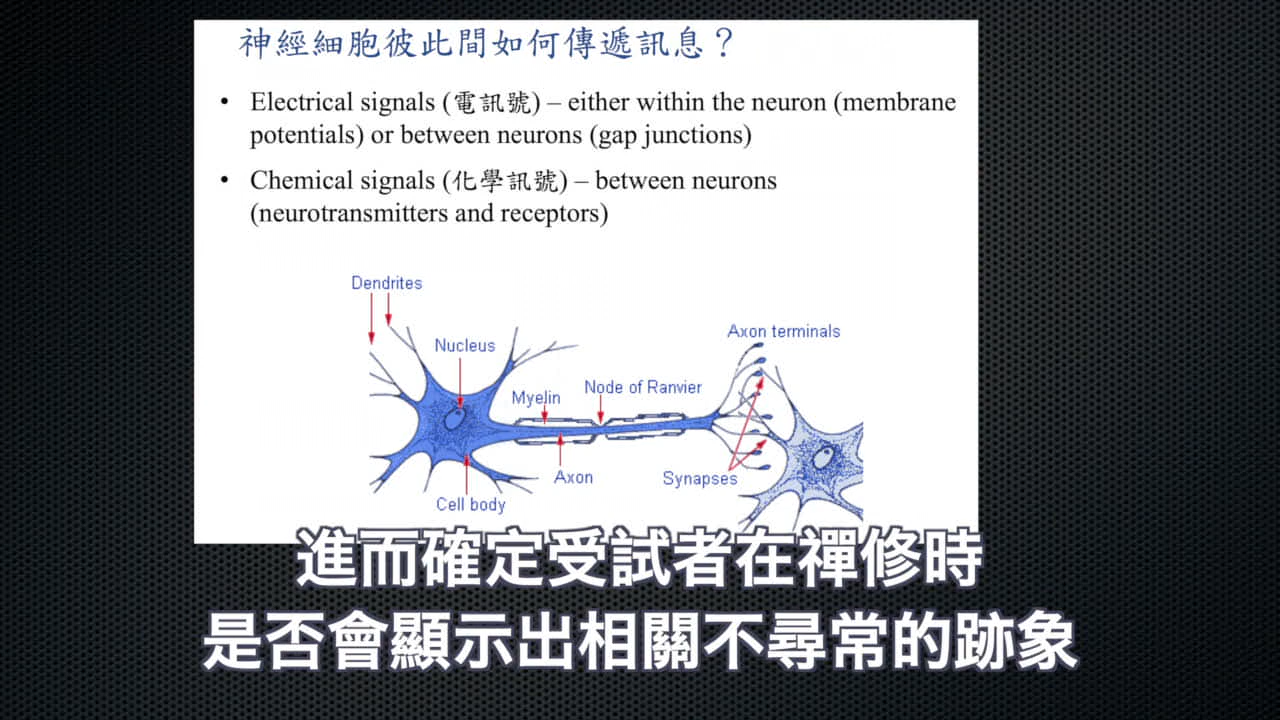 神經細胞彼此間如何傳遞訊息？
• Electrical signals (電訊號) – either within the neuron (membrane
potentials) or between neurons (gap junctions)
• Chemical signals (化學訊號) – between neurons
(neurotransmitters and receptors)
Dendrites
Nucleus
Axon terminals
Myelin
Node of Ranvier
Axon
Synapses
Cell body
進而確定受試者在禪修時
是否會顯示出相關不尋常的跡象